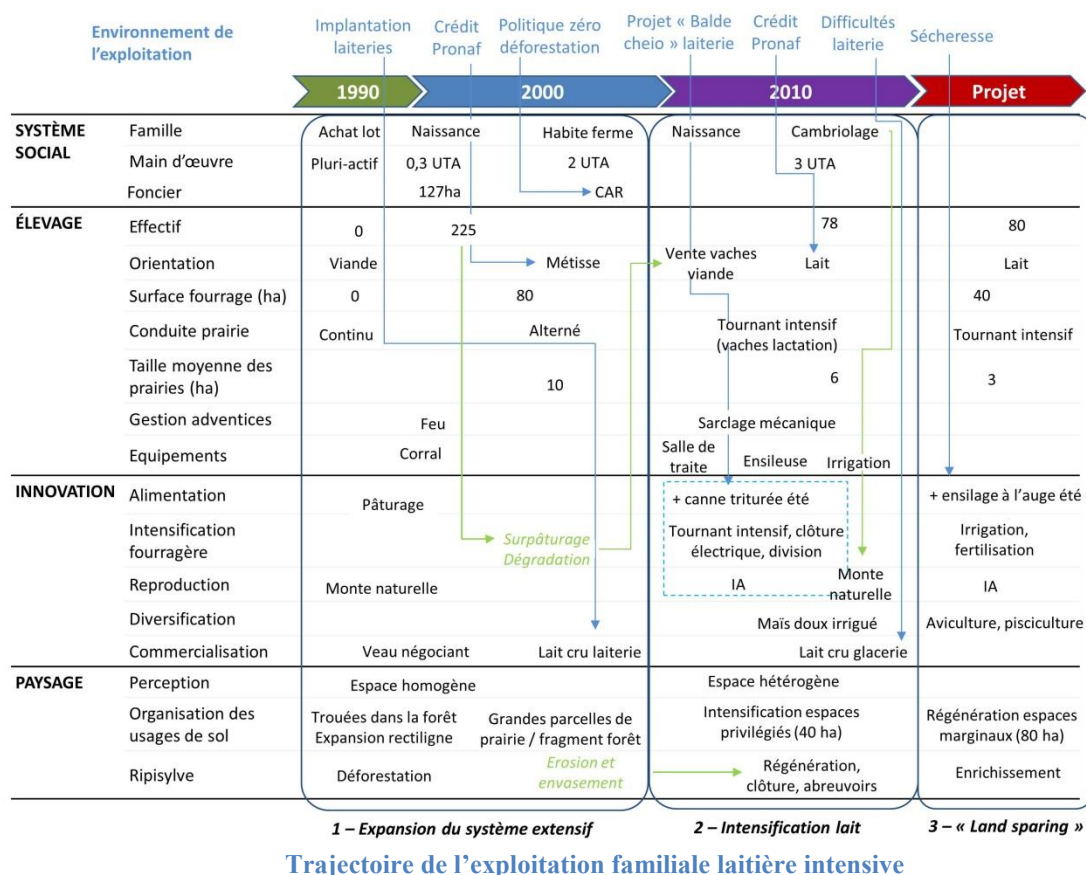 Environnement de l'exploitation
Implantation laiteries
Crédit Pronaf
Politique zéro déforestation
Projet « Balde cheio » laiterie
Crédit Pronaf
Difficultés laiterie
Sécheresse
1990 2000 2010 Projet
SYSTÈME SOCIAL
Famille Achat lot Naissance Habite ferme Naissance Cambriolage
Main d'œuvre Pluri-actif 0,3 UTA 2 UTA 3 UTA
Foncier 127ha CAR
ÉLEVAGE
Effectif 0 225 78 80
Orientation Viande Métisse Vente vaches viande Lait Lait
Surface fourrage (ha) 0 80 40
Conduite prairie Continu Alterné Tournant intensif (vaches lactation) Tournant intensif
Taille moyenne des prairies (ha) 10 6 3
Gestion adventices Feu Sarclage mécanique
Equipements Corral Salle de traite Ensileuse Irrigation
INNOVATION
Alimentation Pâturage + canne triturée été + ensilage à l'auge été
Intensification fourragère Surpâturage Dégradation Tournant intensif, clôture électrique, division Irrigation, fertilisation
Reproduction Monte naturelle IA Monte naturelle IA
Diversification Maïs doux irrigué Aviculture, pisciculture
Commercialisation Veau négociant Lait cru laiterie Lait cru glacerie
PAYSAGE
Perception Espace homogène Espace hétérogène
Organisation des usages de sol Trouées dans la forêt Expansion rectiligne Grandes parcelles de prairie / fragment forêt Intensification espaces privilégiés (40 ha) Régénération espaces marginaux (80 ha)
Ripisylve Déforestation Erosion et envasement Régénération, clôture, abreuvoirs Enrichissement
1 – Expansion du système extensif 2 – Intensification lait 3 – « Land sparing »
Trajectoire de l'exploitation familiale laitière intensive